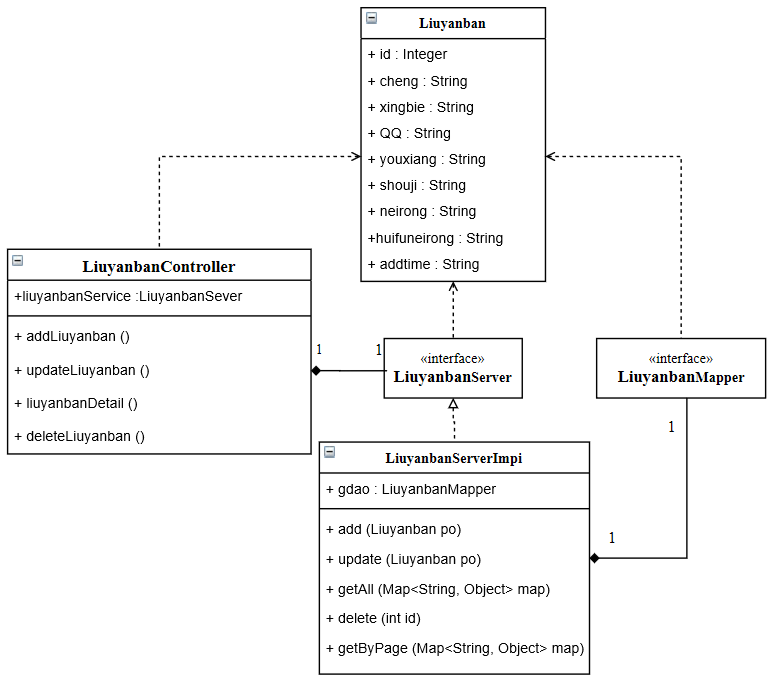 Liuyanban
+ id : Integer
+ cheng : String
+ xingbie : String
+ QQ : String
+ youxiang : String
+ shouji : String
+ neirong : String
+huifuneirong : String
+ addtime : String
LiuyanbanController
+liuyanbanService :LiuyanbanSever
+ addLiuyanban ()
+ updateLiuyanban ()
+ liuyanbanDetail ()
+ deleteLiuyanban ()
1
1
«interface»
LiuyanbanServer
«interface»
LiuyanbanMapper
1
1
LiuyanbanServerImpi
+ gdao : LiuyanbanMapper
+ add (Liuyanban po)
+ update (Liuyanban po)
+ getAll (Map<String, Object> map)
+ delete (int id)
+ getByPage (Map<String, Object> map)